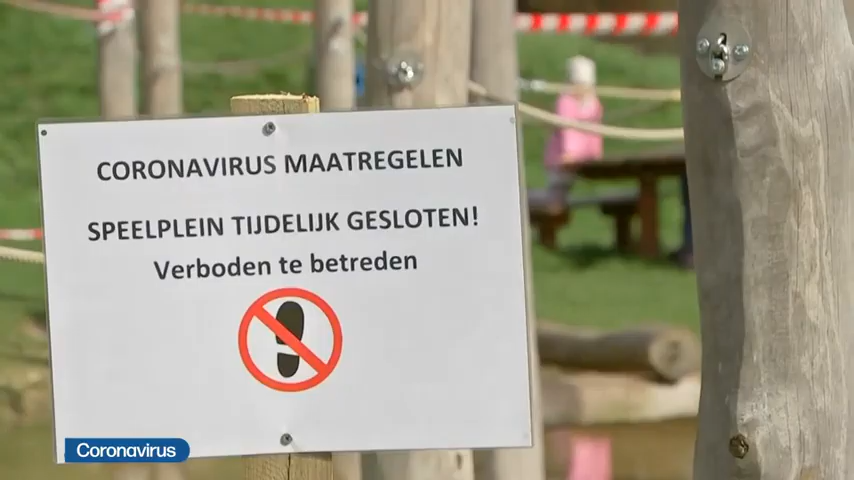 CORONAVIRUS MAATREGELEN
SPEELPLEIN TIJDELIJK GESLOTEN!
Verboden te betreden
Coronavirus